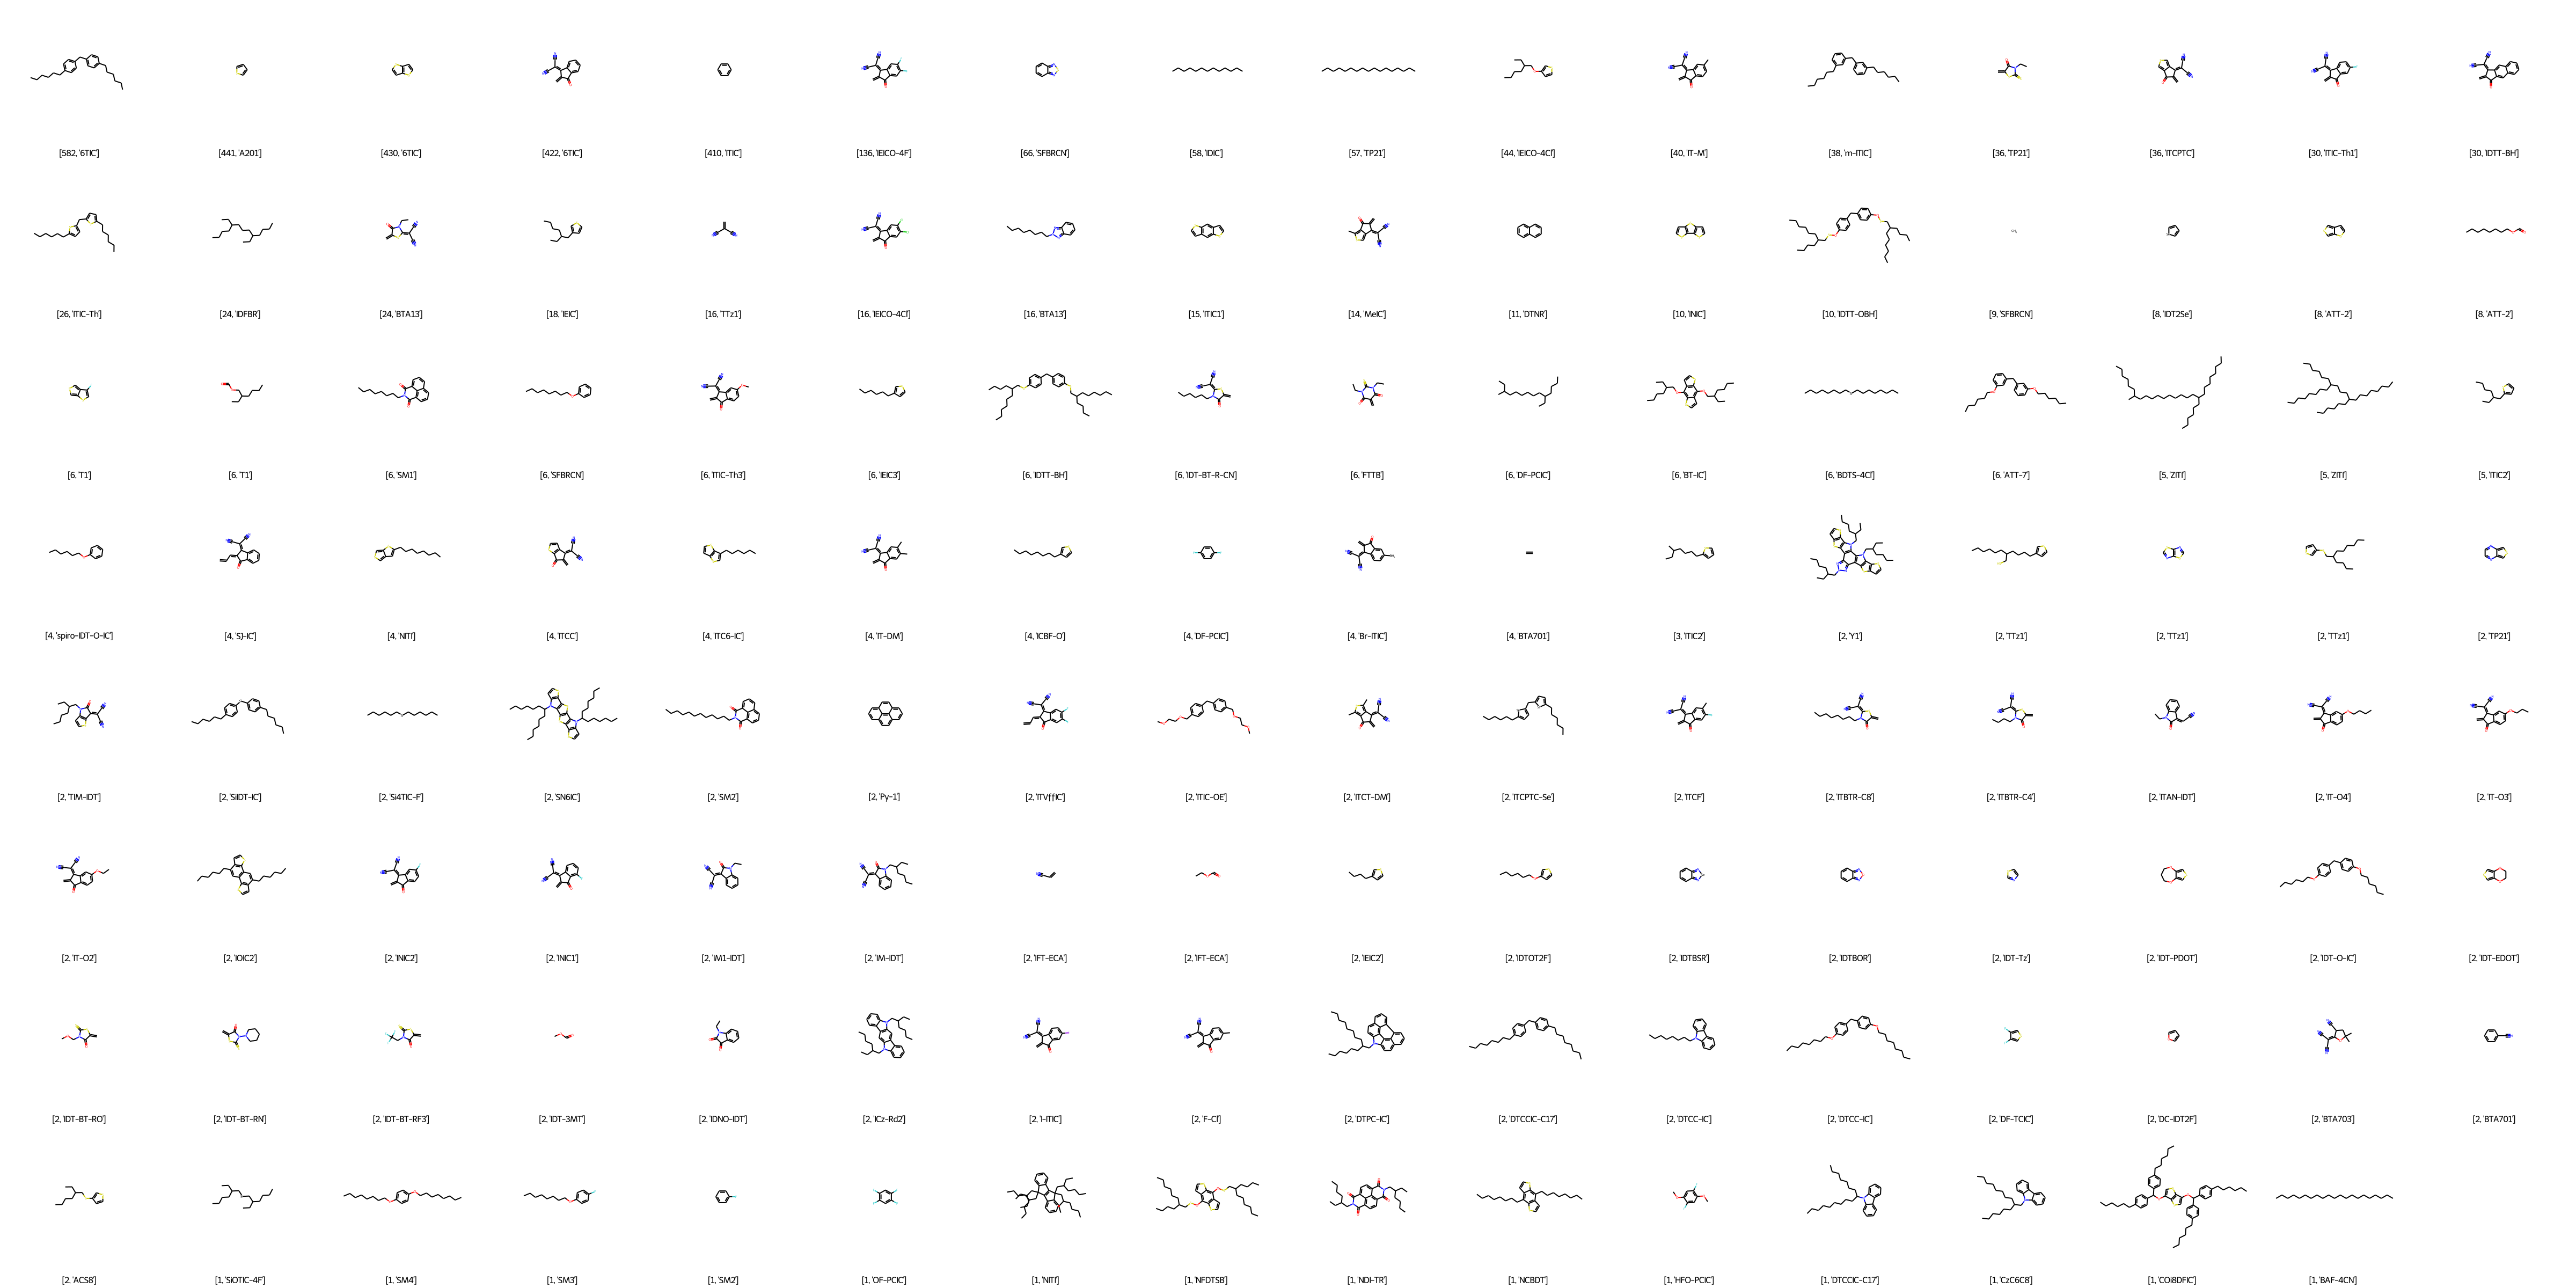 [582, '6TIC'] [441, 'A201'] [430, '6TIC'] [422, '6TIC'] [410, 'ITIC'] [136, 'IEICO-4F'] [66, 'SFBRCN'] [58, 'IDIC'] [57, 'TP21'] [44, 'IEICO-4Cl'] [40, 'IT-M'] [38, 'm-ITIC'] [36, 'TP21'] [36, 'ITCPTC'] [30, 'ITIC-Th1'] [30, 'IDTT-BH']
[26, 'ITIC-Th'] [24, 'IDFBR'] [24, 'BTA13'] [18, 'IEIC'] [16, 'TTz1'] [16, 'IEICO-4Cl'] [16, 'BTA13'] [15, 'ITIC1'] [14, 'MeIC'] [11, 'DTNR'] [10, 'INIC'] [10, 'IDTT-OBH'] [9, 'SFBRCN'] [8, 'IDT2Se'] [8, 'ATT-2'] [8, 'ATT-2']
[6, 'T1'] [6, 'T1'] [6, 'SM1'] [6, 'SFBRCN'] [6, 'ITIC-Th3'] [6, 'IEIC3'] [6, 'IDTT-BH'] [6, 'IDT-BT-R-CN'] [6, 'FTTB'] [6, 'DF-PCIC'] [6, 'BT-IC'] [6, 'BDTS-4Cl'] [6, 'ATT-7'] [5, 'ZITI'] [5, 'ZITI'] [5, 'ITIC2']
[4, 'spiro-IDT-O-IC'] [4, 'SJ-IC'] [4, 'NITI'] [4, 'ITCC'] [4, 'ITC6-IC'] [4, 'IT-DM'] [4, 'ICBF-O'] [4, 'DF-PCIC'] [4, 'Br-ITIC'] [4, 'BTA701'] [3, 'ITIC2'] [2, 'Y1'] [2, 'TTz1'] [2, 'TTz1'] [2, 'TTz1'] [2, 'TP21']
[2, 'TIM-IDT'] [2, 'SiIDT-IC'] [2, 'Si4TIC-F'] [2, 'SN6IC'] [2, 'SM2'] [2, 'Py-1'] [2, 'ITVffIC'] [2, 'ITIC-OE'] [2, 'ITCT-DM'] [2, 'ITCPTC-Se'] [2, 'ITCF'] [2, 'ITBTR-C8'] [2, 'ITBTR-C4'] [2, 'ITAN-IDT'] [2, 'IT-O4'] [2, 'IT-O3']
[2, 'IT-O2'] [2, 'IOIC2'] [2, 'INIC2'] [2, 'INIC1'] [2, 'IM1-IDT'] [2, 'IM-IDT'] [2, 'IFT-ECA'] [2, 'IFT-ECA'] [2, 'IEIC2'] [2, 'IDTOT2F'] [2, 'IDTBSR'] [2, 'IDTBOR'] [2, 'IDT-Tz'] [2, 'IDT-PDOT'] [2, 'IDT-O-IC'] [2, 'IDT-EDOT']
[2, 'IDT-BT-RO'] [2, 'IDT-BT-RN'] [2, 'IDT-BT-RF3'] [2, 'IDT-3MT'] [2, 'IDNO-IDT'] [2, 'ICz-Rd2'] [2, 'I-ITIC'] [2, 'F-Cl'] [2, 'DTPC-IC'] [2, 'DTCCIC-C17'] [2, 'DTCC-IC'] [2, 'DTCC-IC'] [2, 'DF-TCIC'] [2, 'DC-IDT2F'] [2, 'BTA703'] [2, 'BTA701']
[2, 'ACS8'] [1, 'SiOTIC-4F'] [1, 'SM4'] [1, 'SM3'] [1, 'SM2'] [1, 'OF-PCIC'] [1, 'NITI'] [1, 'NFDTSB'] [1, 'NDI-TR'] [1, 'NCBDT'] [1, 'HFO-PCIC'] [1, 'DTCCIC-C17'] [1, 'CzC6C8'] [1, 'COi8DFIC'] [1, 'BAF-4CN']